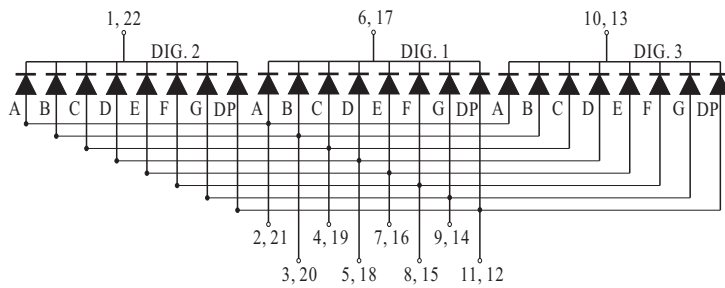 1, 22 6, 17 10, 13
DIG. 2 DIG. 1 DIG. 3
A B C D E F G DP A B C D E F G DP A B C D E F G DP
2, 21 4, 19 7, 16 9, 14
3, 20 5, 18 8, 15 11, 12